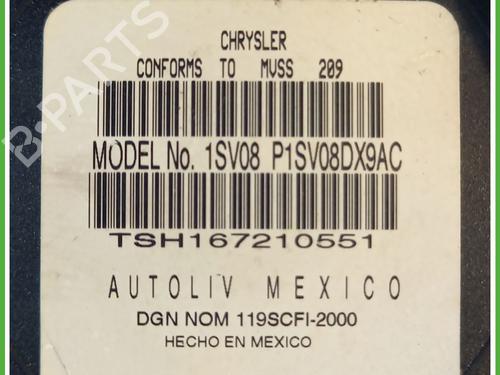 B-PARTS
CHRYSLER
CONFORMS TO MVSS 209
MODEL No. 1SV08 P1SV08DX9AC
TSH167210551
AUTOLIV MEXICO
DGN NOM 119SCFI-2000
HECHO EN MEXICO